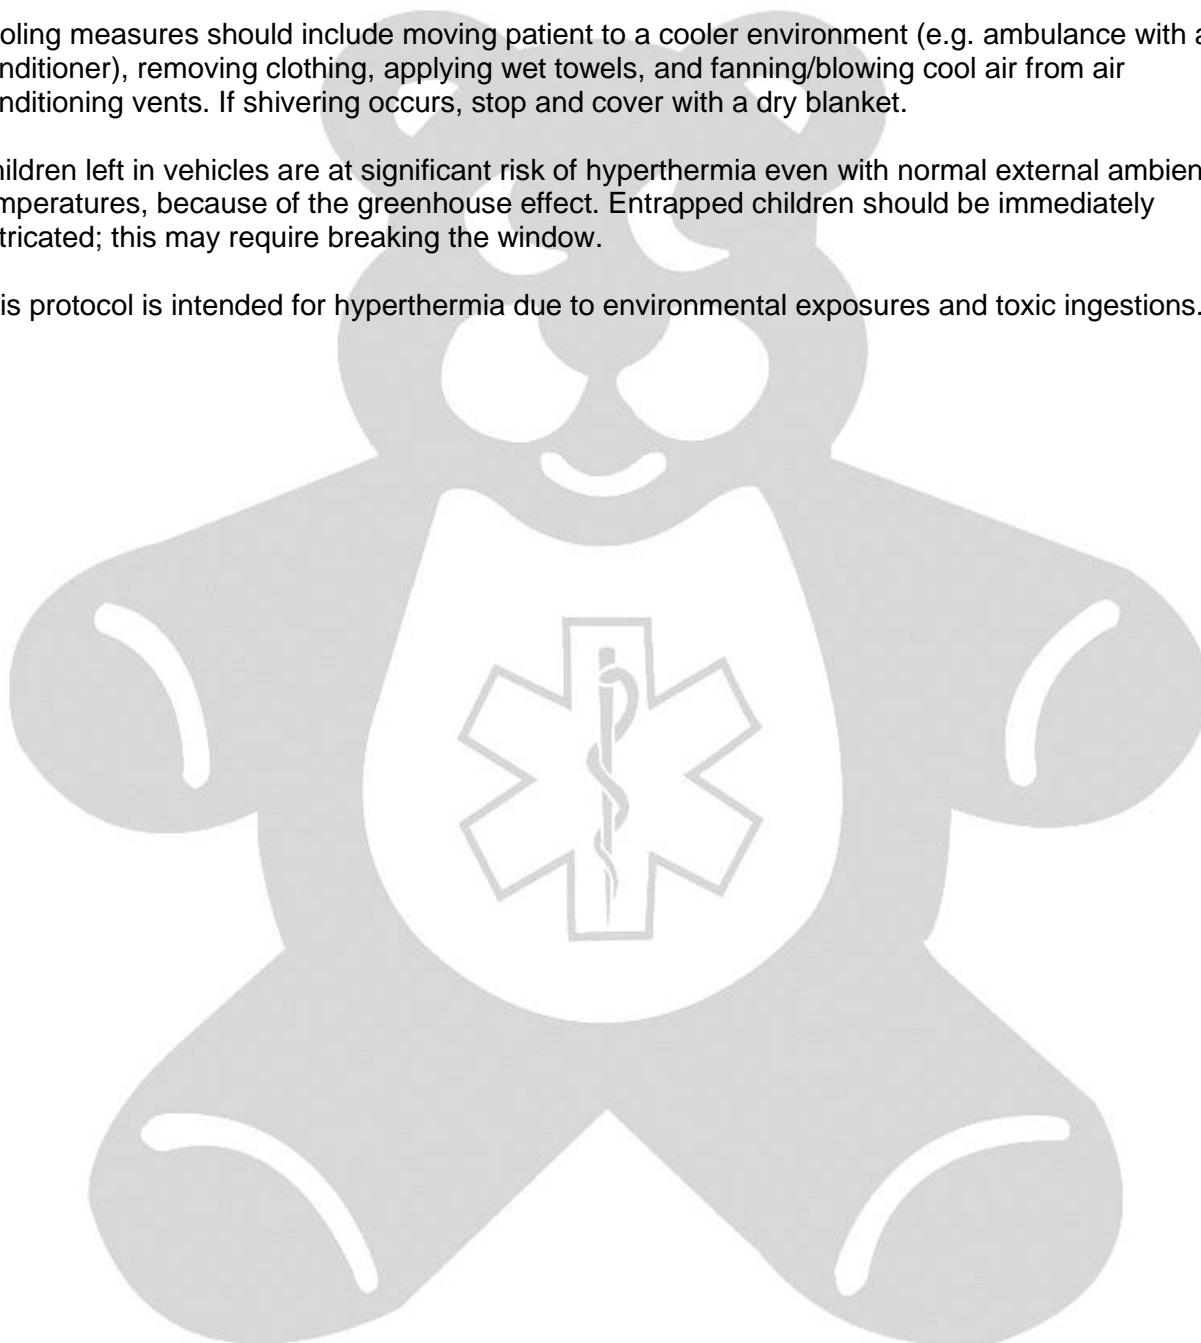 oling measures should include moving patient to a cooler environment (e.g. ambulance with a
nditioner), removing clothing, applying wet towels, and fanning/blowing cool air from air
nditioning vents. If shivering occurs, stop and cover with a dry blanket.
hildren left in vehicles are at significant risk of hyperthermia even with normal external ambien
mperatures, because of the greenhouse effect. Entrapped children should be immediately
tricated; this may require breaking the window.
is protocol is intended for hyperthermia due to environmental exposures and toxic ingestions.